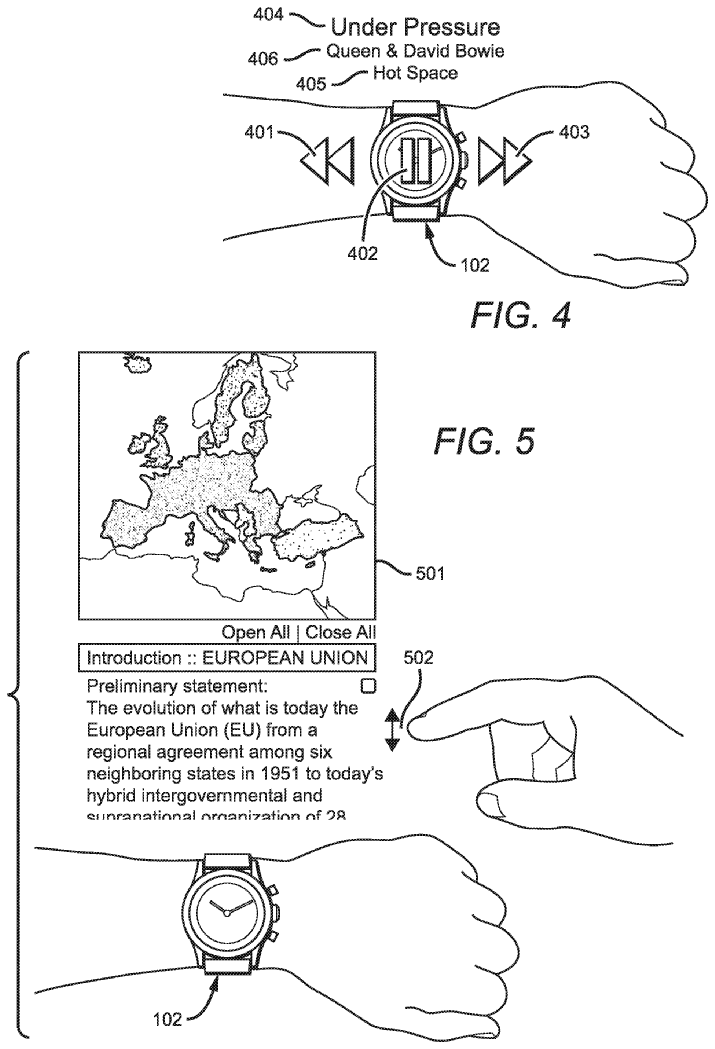 404
Under Pressure
406
Queen & David Bowie
405
Hot Space
401
403
402
102
FIG. 4
FIG. 5
501
Open All | Close All
Introduction :: EUROPEAN UNION
502
Preliminary statement:
The evolution of what is today the
European Union (EU) from a
regional agreement among six
neighboring states in 1951 to today's
hybrid intergovernmental and
supranational organization of 28
102